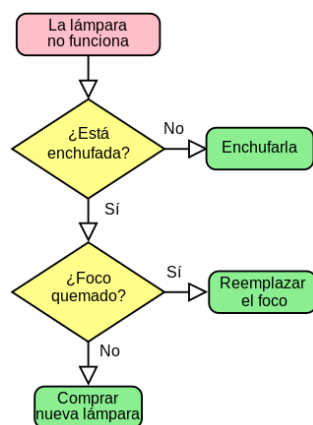 La lámpara
no funciona
¿Está
enchufada?
No
Enchufarla
Sí
¿Foco
quemado?
Sí
Reemplazar
el foco
No
Comprar
nueva lámpara